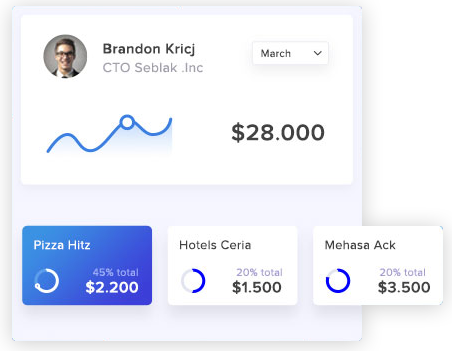 Brandon Kricj
CTO Seblak .Inc
March
$28.000
Pizza Hitz
45% total
$2.200
Hotels Ceria
20% total
$1.500
Mehasa Ack
20% total
$3.500